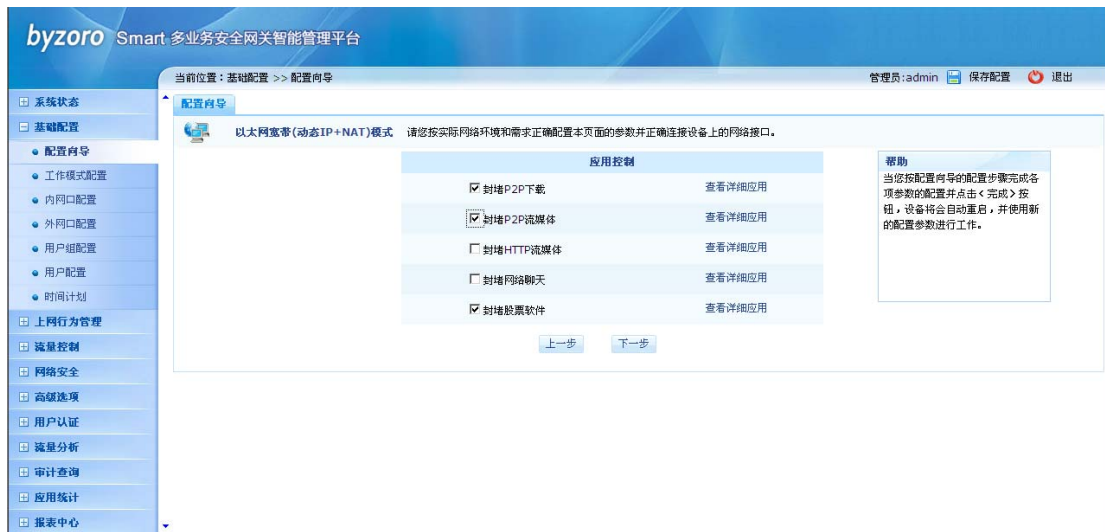 byzoro Smart 多业务安全网关智能管理平台
当前位置：基础配置 >> 配置向导
管理员:admin 保存配置 退出
系统状态
基础配置
配置向导
工作模式配置
内网口配置
外网口配置
用户组配置
用户配置
时间计划
上网行为管理
流量控制
网络安全
高级选项
用户认证
流量分析
审计查询
应用统计
报表中心
配置向导
以太网宽带(动态IP+NAT)模式 请您按实际网络环境和需求正确配置本页面的参数并正确连接设备上的网络接口。
应用控制
封堵P2P下载 查看详细应用
封堵P2P流媒体 查看详细应用
封堵HTTP流媒体 查看详细应用
封堵网络聊天 查看详细应用
封堵股票软件 查看详细应用
上一步 下一步
帮助
当您按配置向导的配置步骤完成各
项参数的配置并点击<完成>按
钮，设备将会自动重启，并使用新
的配置参数进行工作。